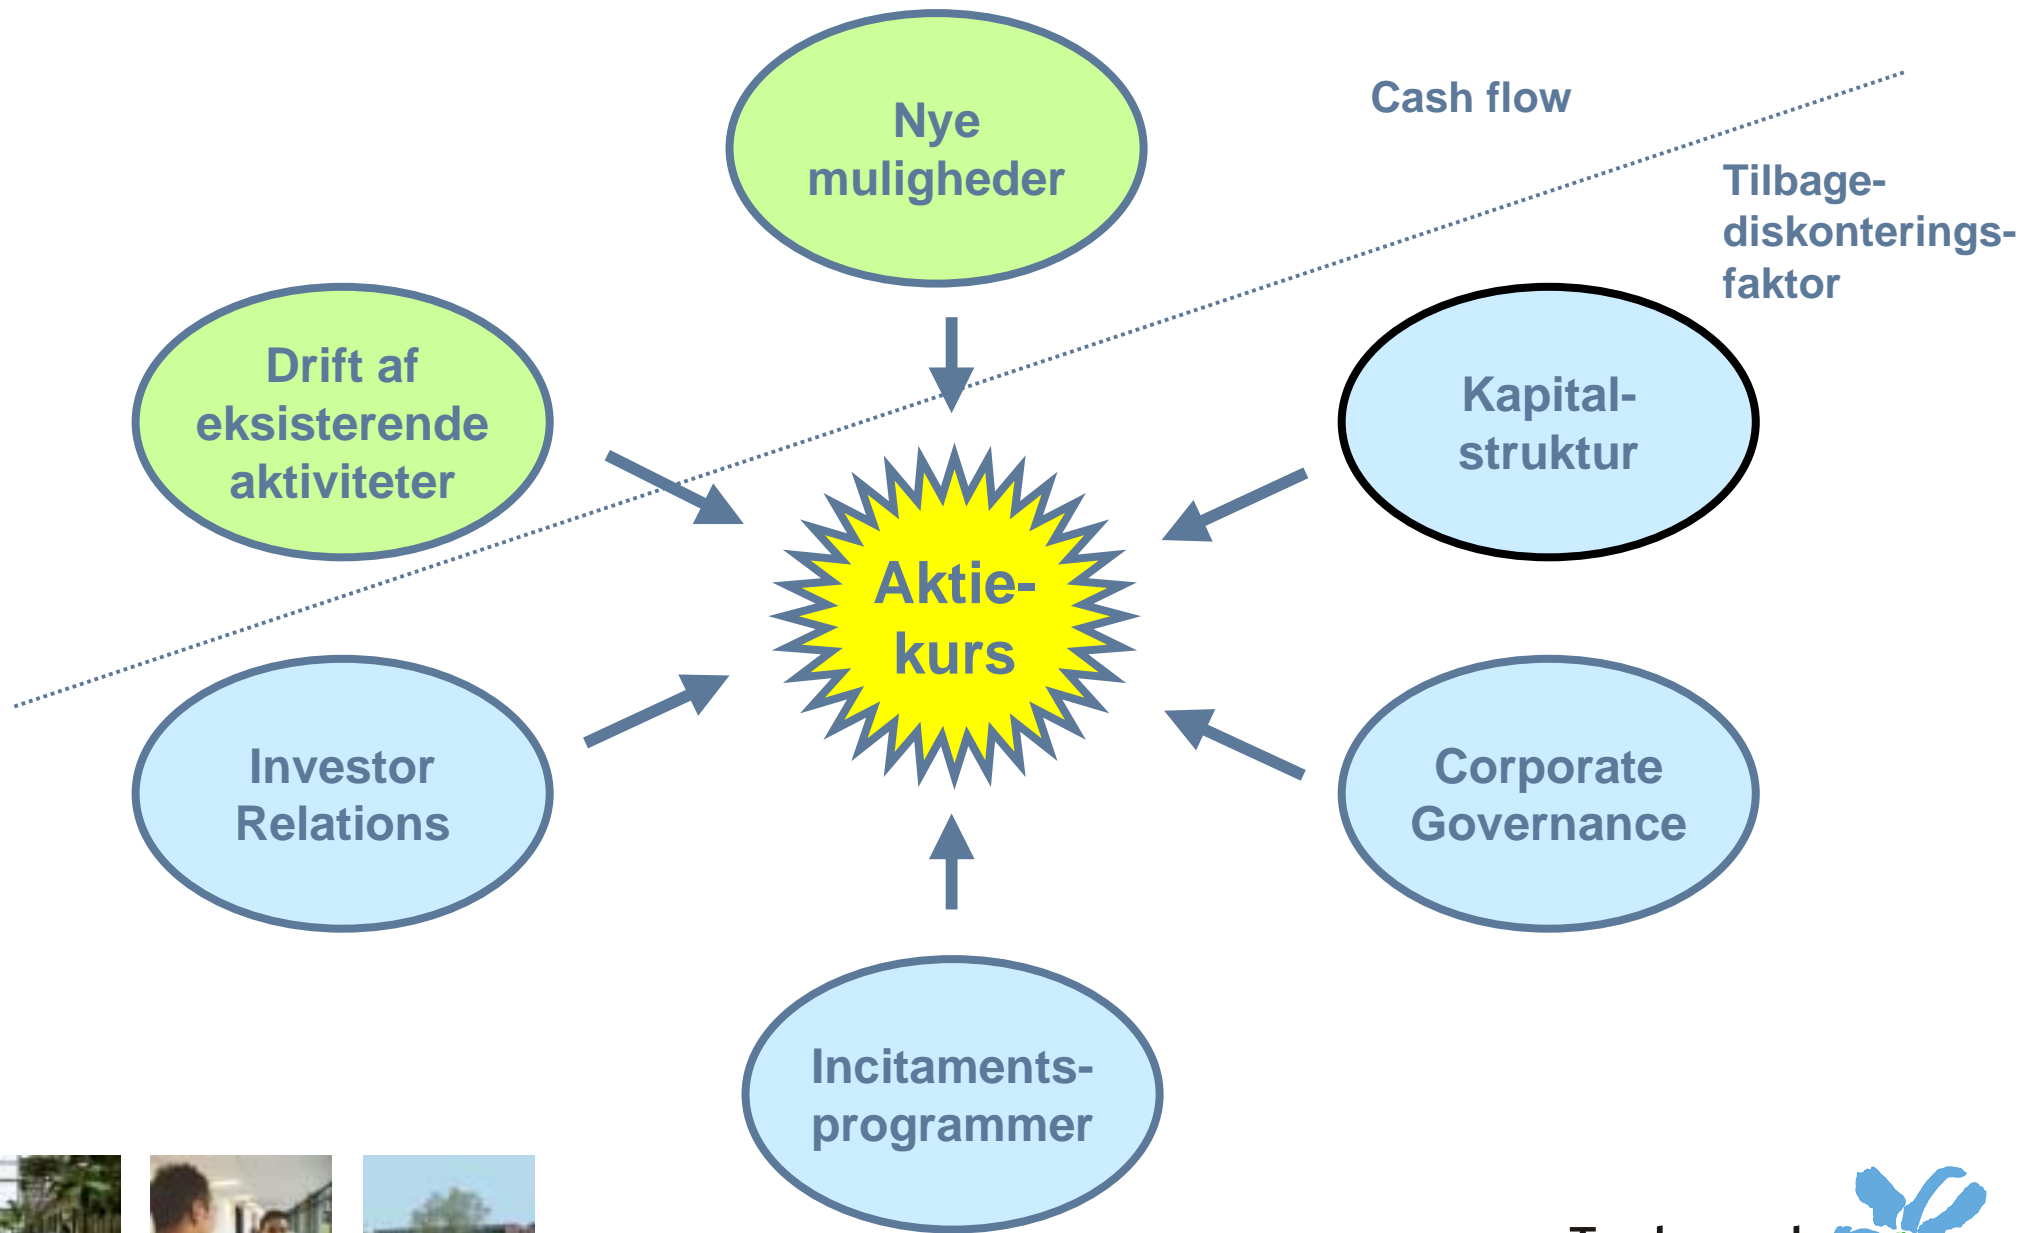 Nye
muligheder
Cash flow
Tilbage-
diskonterings-
faktor
Drift af
eksisterende
aktiviteter
Kapital-
struktur
Aktie-
kurs
Investor
Relations
Corporate
Governance
Incitaments-
programmer